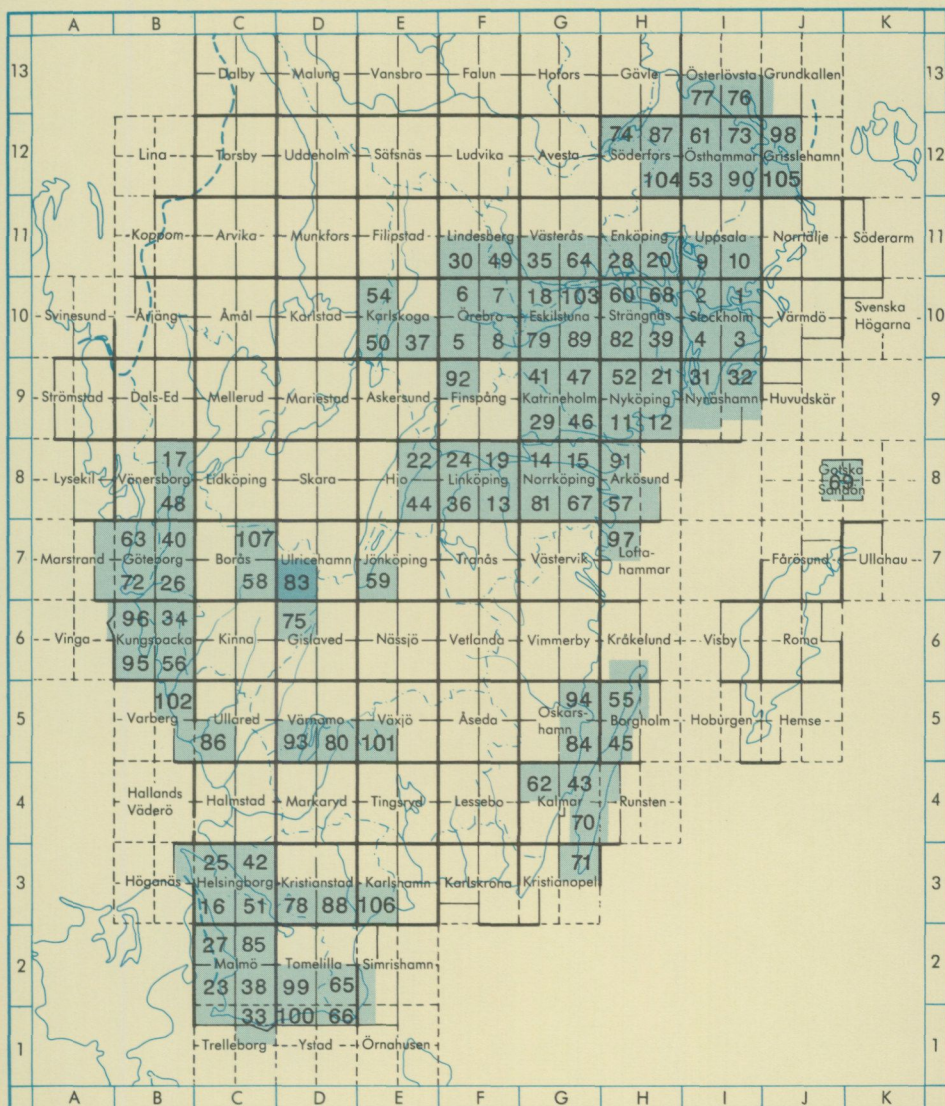 A B C D E F G H I J K
13 Dalby Malung Vansbro Falun Hofors Gävle Österlövsta Grundkallen 13
77 76
74 87 61 73 98
12 Lina Torsby Uddeholm Säfsnäs Ludvika Avesta Söderfors Östhammar Grisslehamn 12
104 53 90 105
11 Koppom Arvika Munkfors Filipstad Lindesberg Västerås Enköping Uppsala Norrtälje Söderarm 11
30 49 35 64 28 20 9 10
54 6 7 18 103 60 68 2 1
10 Svinesund Årjäng Åmål Karlstad Karlskoga Örebro Eskilstuna Strängnäs Stockholm Värmdö Svenska Högarna 10
50 37 5 8 79 89 82 39 4 3
92 41 47 52 21 31 32
9 Strömstad Dals-Ed Mellerud Mariestad Askersund Finspång Katrineholm Nyköping Nynäshamn Huvudskär 9
29 46 11 12
17 22 24 19 14 15 91
8 Lysekil Vänersborg Lidköping Skara Hjo Linköping Norrköping Arkösund Gotska Sandön 69 8
48 44 36 13 81 67 57
63 40 107 97
7 Marstrand Göteborg Borås Ulricehamn Jönköping Tranås Västervik Lofta-hammar Fårösund Ullahau 7
72 26 58 83 59
96 34 75
6 Vinga Kungsbacka Kinna Gislaved Nässjö Vetlanda Vimmerby Kråkelund Visby Roma 6
95 56
102 94 55
5 Varberg Ullared Värnamo Växjö Åseda Oskars-hamn Borgholm Hoburgen Hemse 5
86 93 80 101 84 45
62 43
4 Hallands Väderö Halmstad Markaryd Tingsryd Lessebo Kalmar Runsten 4
70
25 42 71
3 Höganäs Helsingborg Kristianstad Karlshamn Karlskrona Kristianopel 3
16 51 78 88 106
27 85
2 Malmö Tomelilla Simrishamn 2
23 38 99 65
33 100 66
1 Trelleborg Ystad Örnahusen 1
A B C D E F G H I J K